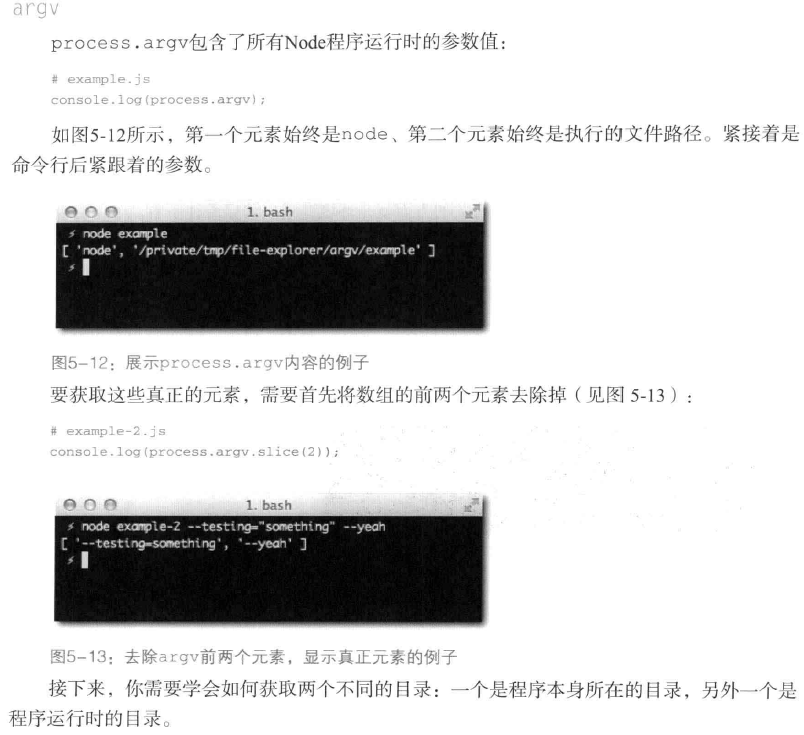 argv
process.argv包含了所有Node程序运行时的参数值：
# example.js
console.log(process.argv);
如图5-12所示，第一个元素始终是node、第二个元素始终是执行的文件路径。紧接着是
命令行后紧跟着的参数。
1. bash
⚡ node example
[ 'node', '/private/tmp/file-explorer/argv/example' ]
⚡
图5-12：展示process.argv内容的例子
要获取这些真正的元素，需要首先将数组的前两个元素去除掉（见图 5-13）：
# example-2.js
console.log(process.argv.slice(2));
1. bash
⚡ node example-2 --testing="something" --yeah
[ '--testing=something', '--yeah' ]
⚡
图5-13：去除argv前两个元素，显示真正元素的例子
接下来，你需要学会如何获取两个不同的目录：一个是程序本身所在的目录，另外一个是
程序运行时的目录。